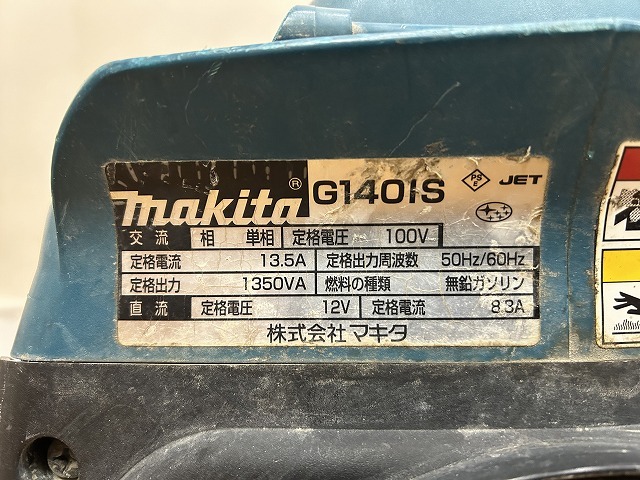 makita® G140IS PS E JET
交流 相 単相 定格電圧 100V
定格電流 13.5A 定格出力周波数 50Hz/60Hz
定格出力 1350VA 燃料の種類 無鉛ガソリン
直流 定格電圧 12V 定格電流 8.3A
株式会社マキタ